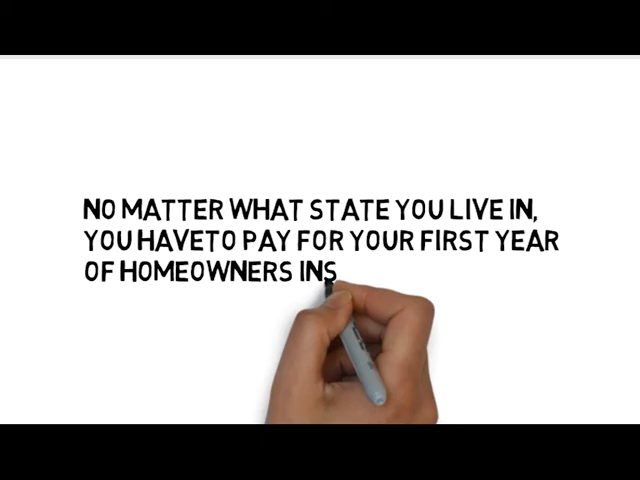 NO MATTER WHAT STATE YOU LIVE IN,
YOU HAVETO PAY FOR YOUR FIRST YEAR
OF HOMEOWNERS INS